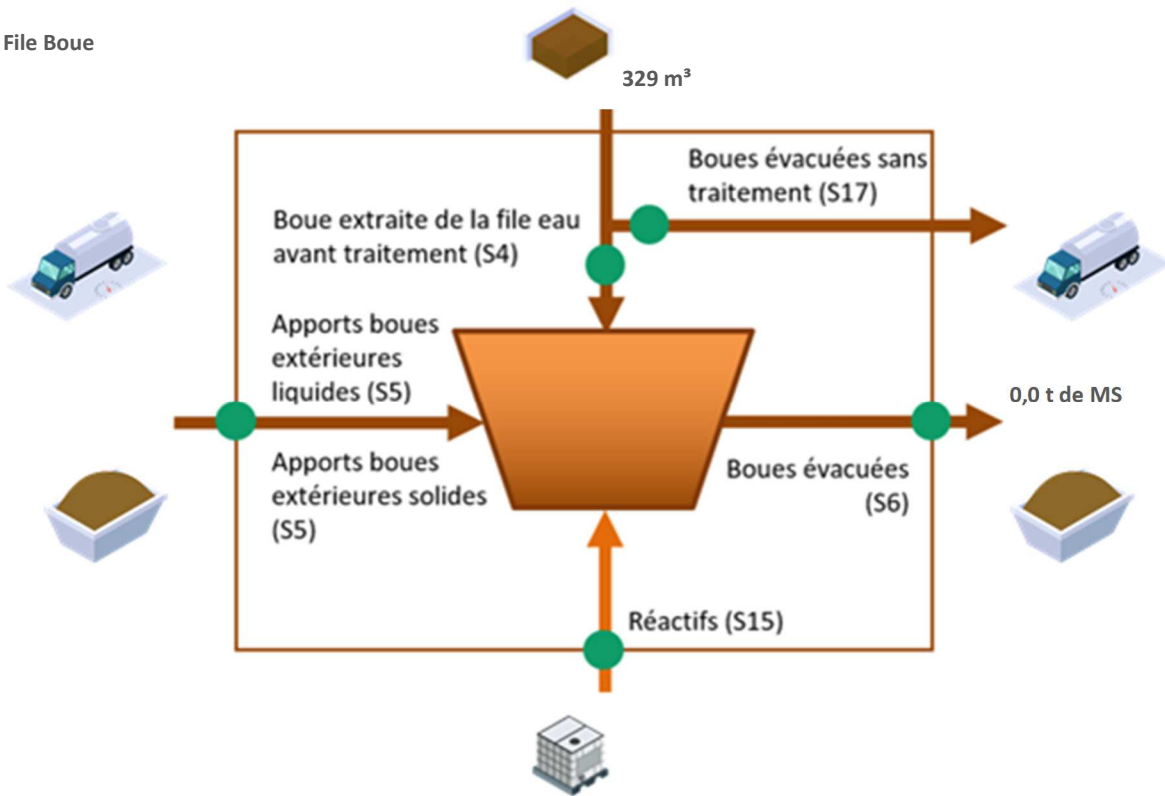 File Boue
329 m³
Boues évacuées sans
traitement (S17)
Boue extraite de la file eau
avant traitement (S4)
Apports boues
extérieures
liquides (S5)
0,0 t de MS
Apports boues
extérieures solides
(S5)
Boues évacuées
(S6)
Réactifs (S15)